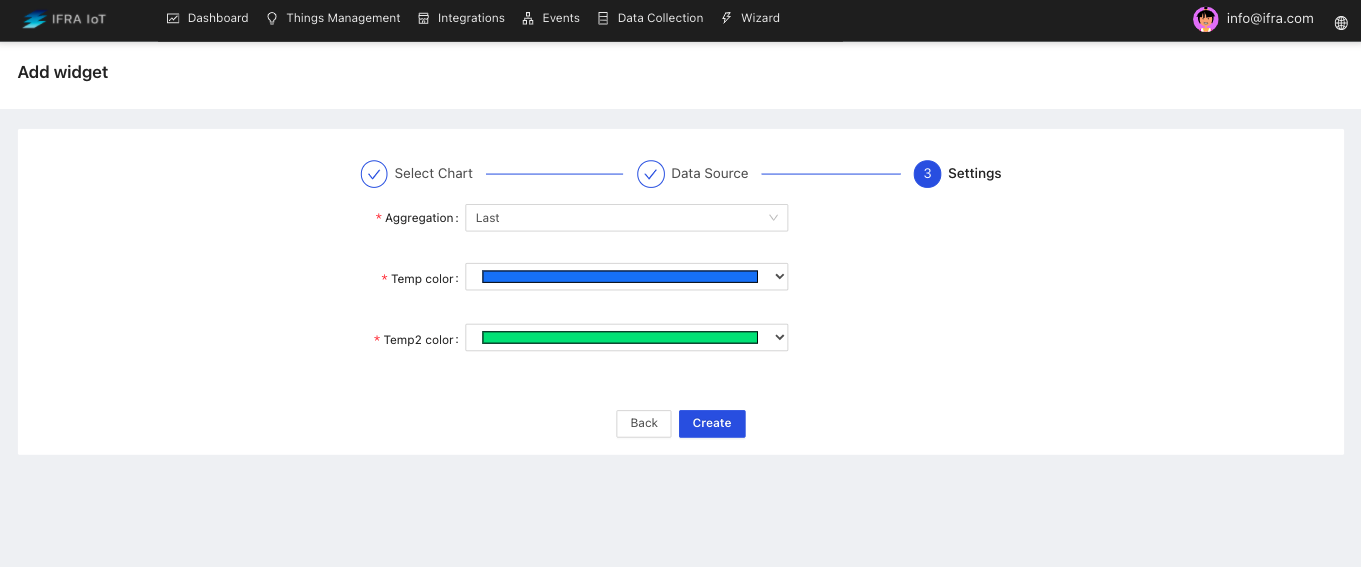 IFRA IoT Dashboard Things Management Integrations Events Data Collection Wizard info@ifra.com
Add widget
Select Chart Data Source 3 Settings
* Aggregation : Last
* Temp color :
* Temp2 color :
Back Create